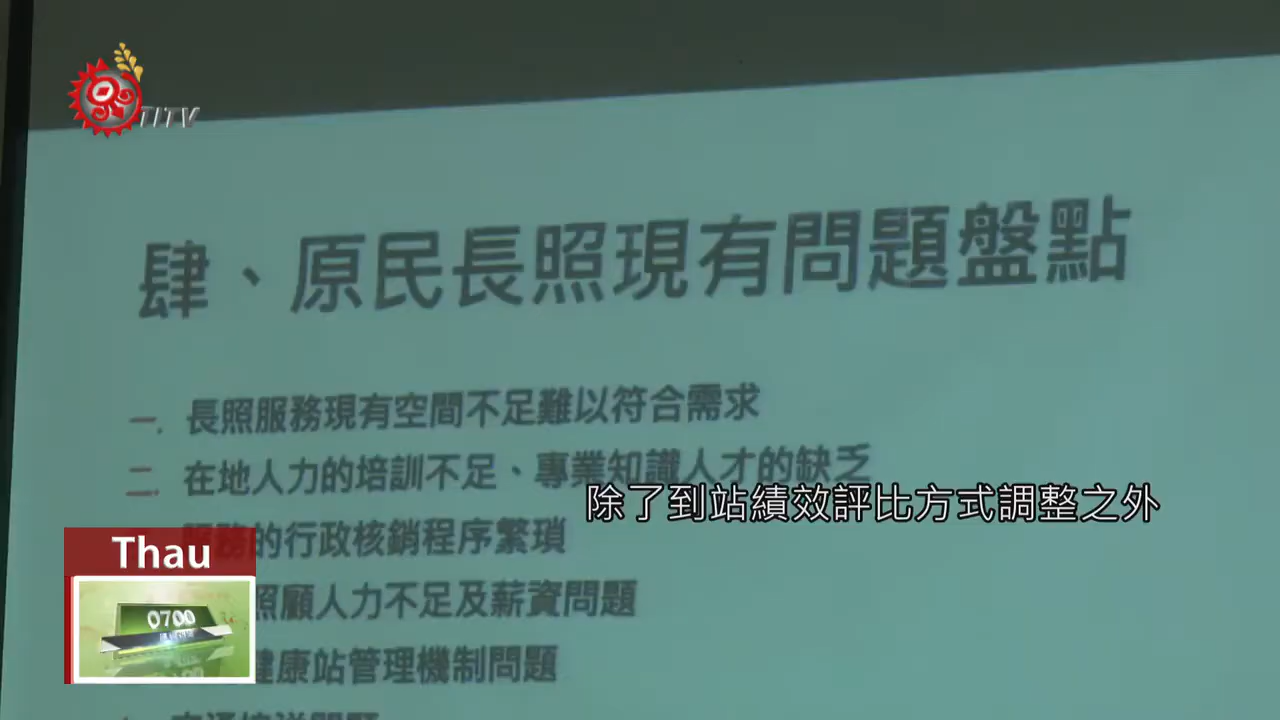 TITV
肆、原民長照現有問題盤點
一. 長照服務現有空間不足難以符合需求
二. 在地人力的培訓不足、專業知識人才的缺乏
除了到站績效評比方式調整之外
服務的行政核銷程序繁瑣
Thau
照顧人力不足及薪資問題
0700
健康站管理機制問題